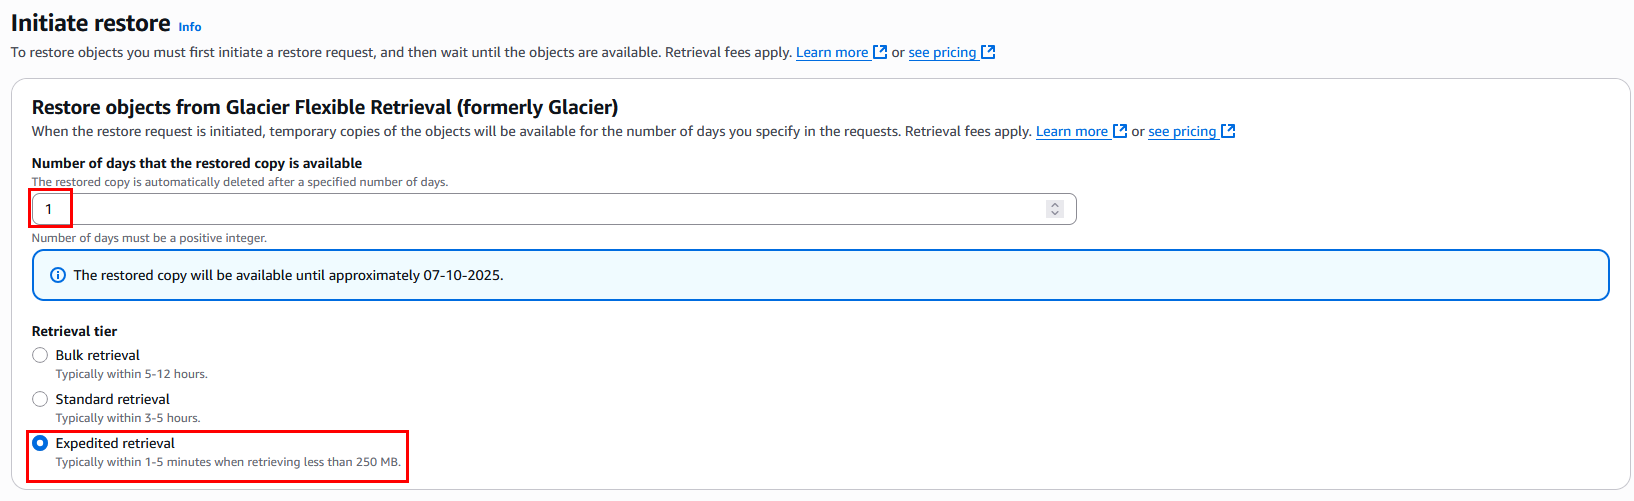 Initiate restore Info
To restore objects you must first initiate a restore request, and then wait until the objects are available. Retrieval fees apply. Learn more or see pricing
Restore objects from Glacier Flexible Retrieval (formerly Glacier)
When the restore request is initiated, temporary copies of the objects will be available for the number of days you specify in the requests. Retrieval fees apply. Learn more or see pricing
Number of days that the restored copy is available
The restored copy is automatically deleted after a specified number of days.
1
Number of days must be a positive integer.
The restored copy will be available until approximately 07-10-2025.
Retrieval tier
Bulk retrieval
Typically within 5-12 hours.
Standard retrieval
Typically within 3-5 hours.
Expedited retrieval
Typically within 1-5 minutes when retrieving less than 250 MB.